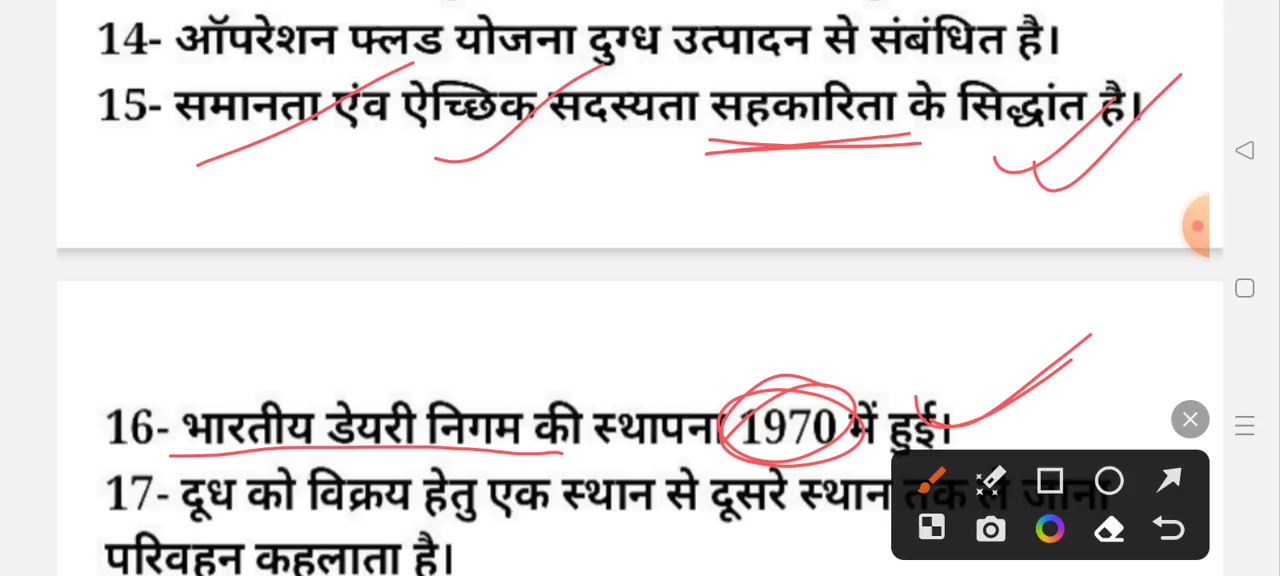 14- ऑपरेशन फ्लड योजना दुग्ध उत्पादन से संबंधित है।
15- समानता एंव ऐच्छिक सदस्यता सहकारिता के सिद्धांत है।
16- भारतीय डेयरी निगम की स्थापना 1970 में हुई।
17- दूध को विक्रय हेतु एक स्थान से दूसरे स्थान तक ले जाना
परिवहन कहलाता है।